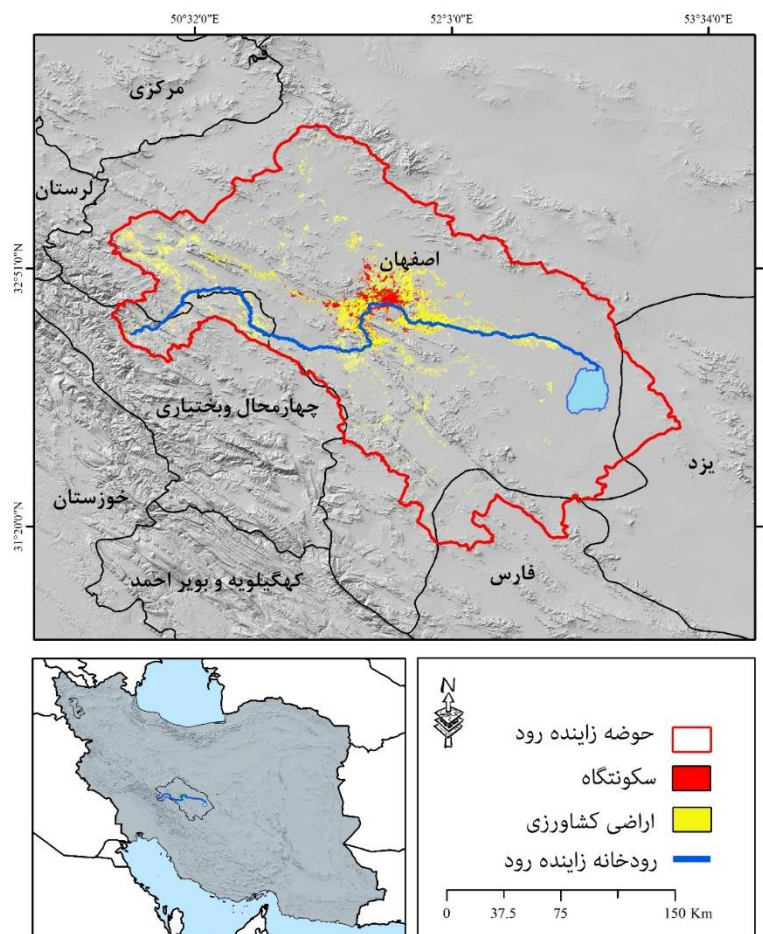 50°32'0"E
52°3'0"E
53°34'0"E
قم
مرکزی
لرستان
32°51'0"N
اصفهان
چهارمحال وبختیاری
یزد
خوزستان
31°20'0"N
فارس
کهگیلویه و بویر احمد
N
حوضه زاینده رود
سکونتگاه
اراضی کشاورزی
رودخانه زاینده رود
0 37.5 75 150 Km